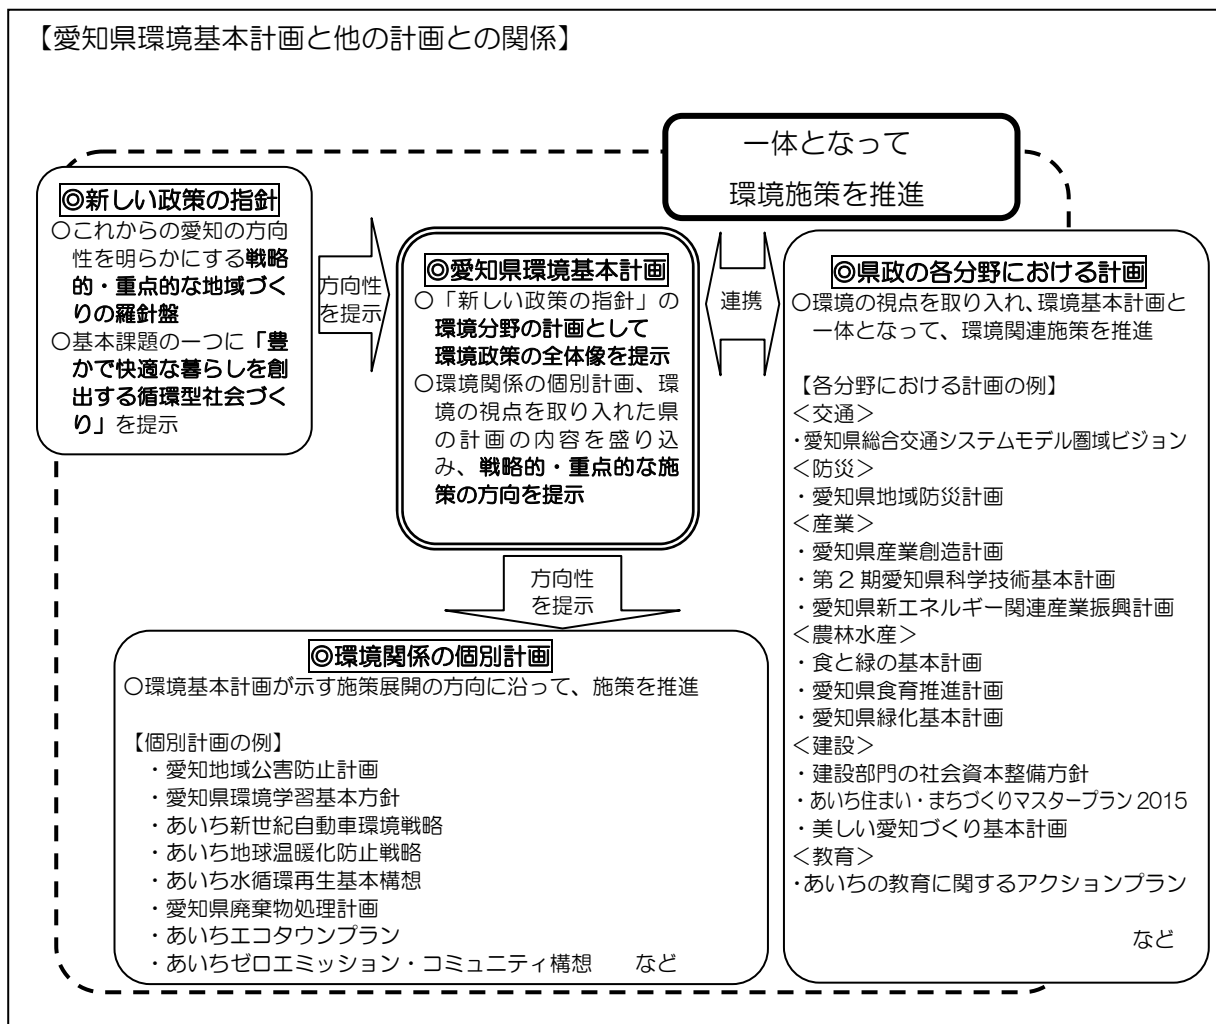 【愛知県環境基本計画と他の計画との関係】
一体となって
環境施策を推進
◎新しい政策の指針
○これからの愛知の方向
性を明らかにする戦略
的・重点的な地域づく
りの羅針盤
○基本課題の一つに「豊
かで快適な暮らしを創
出する循環型社会づく
り」を提示
方向性
を提示
◎愛知県環境基本計画
○「新しい政策の指針」の
環境分野の計画として
環境政策の全体像を提示
○環境関係の個別計画、環
境の視点を取り入れた県
の計画の内容を盛り込
み、戦略的・重点的な施
策の方向を提示
連携
◎県政の各分野における計画
○環境の視点を取り入れ、環境基本計画と
一体となって、環境関連施策を推進
【各分野における計画の例】
＜交通＞
・愛知県総合交通システムモデル圏域ビジョン
＜防災＞
・愛知県地域防災計画
＜産業＞
・愛知県産業創造計画
・第２期愛知県科学技術基本計画
・愛知県新エネルギー関連産業振興計画
＜農林水産＞
・食と緑の基本計画
・愛知県食育推進計画
・愛知県緑化基本計画
＜建設＞
・建設部門の社会資本整備方針
・あいち住まい・まちづくりマスタープラン2015
・美しい愛知づくり基本計画
＜教育＞
・あいちの教育に関するアクションプラン
など
方向性
を提示
◎環境関係の個別計画
○環境基本計画が示す施策展開の方向に沿って、施策を推進
【個別計画の例】
・愛知地域公害防止計画
・愛知県環境学習基本方針
・あいち新世紀自動車環境戦略
・あいち地球温暖化防止戦略
・あいち水循環再生基本構想
・愛知県廃棄物処理計画
・あいちエコタウンプラン
・あいちゼロエミッション・コミュニティ構想　など